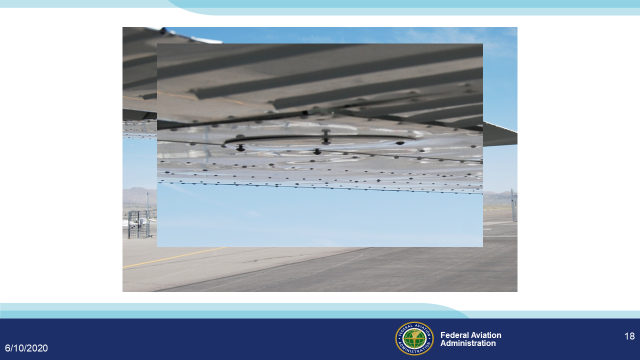 6/10/2020
Federal Aviation
Administration
18